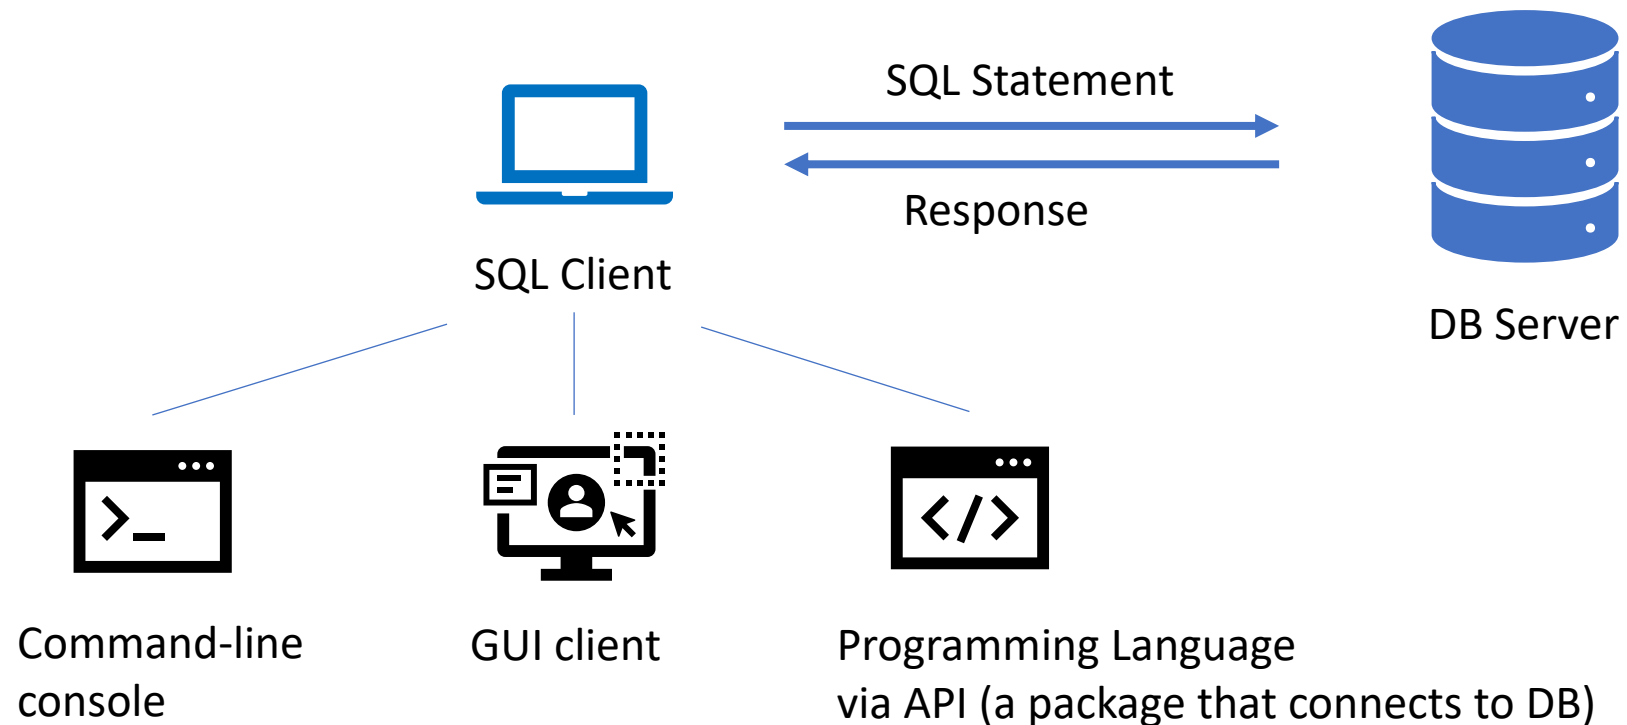 SQL Statement
Response
SQL Client
DB Server
>_
</>
Command-line
console
GUI client
Programming Language
via API (a package that connects to DB)